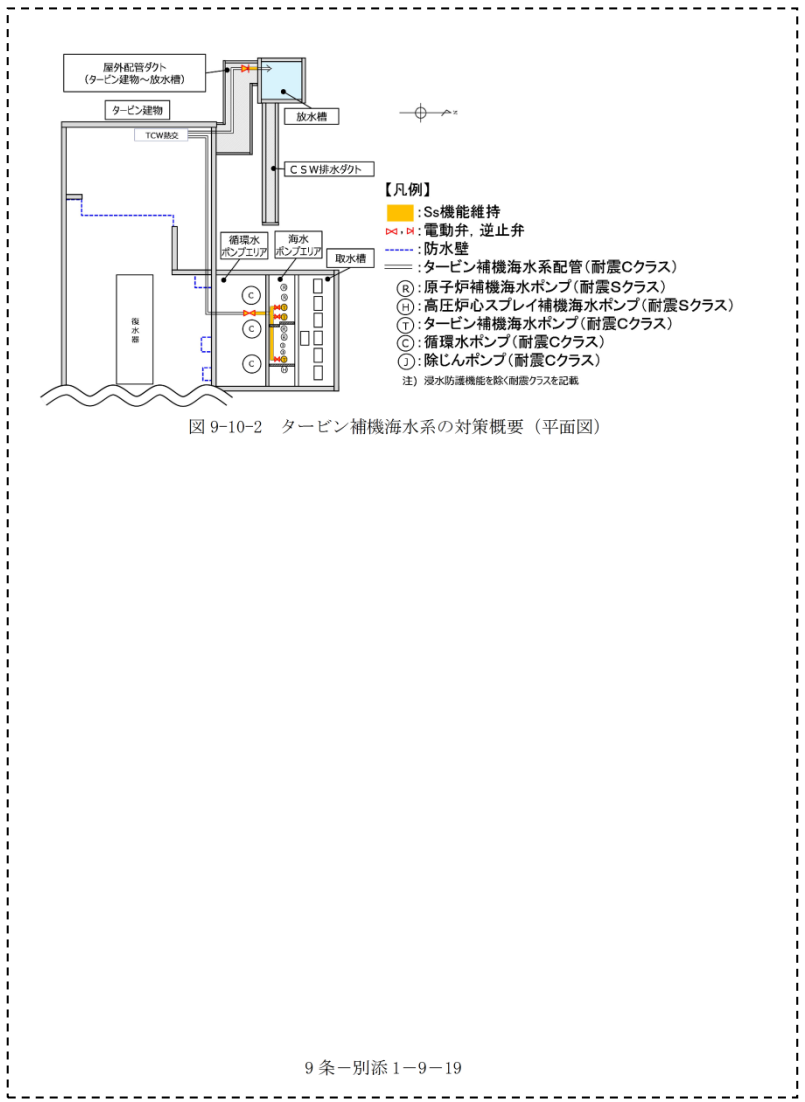 屋外配管ダクト
(タービン建物～放水槽)
タービン建物
TCW熱交
放水槽
N
CSW排水ダクト
循環水
ポンプエリア
海水
ポンプエリア
取水槽
復水器
C
C
C
【凡例】
:Ss機能維持
:電動弁, 逆止弁
:防水壁
:タービン補機海水系配管(耐震Cクラス)
R:原子炉補機海水ポンプ(耐震Sクラス)
H:高圧炉心スプレイ補機海水ポンプ(耐震Sクラス)
T:タービン補機海水ポンプ(耐震Cクラス)
C:循環水ポンプ(耐震Cクラス)
J:除じんポンプ(耐震Cクラス)
注) 浸水防護機能を除く耐震クラスを記載
図 9-10-2　タービン補機海水系の対策概要（平面図）
9 条－別添 1－9－19